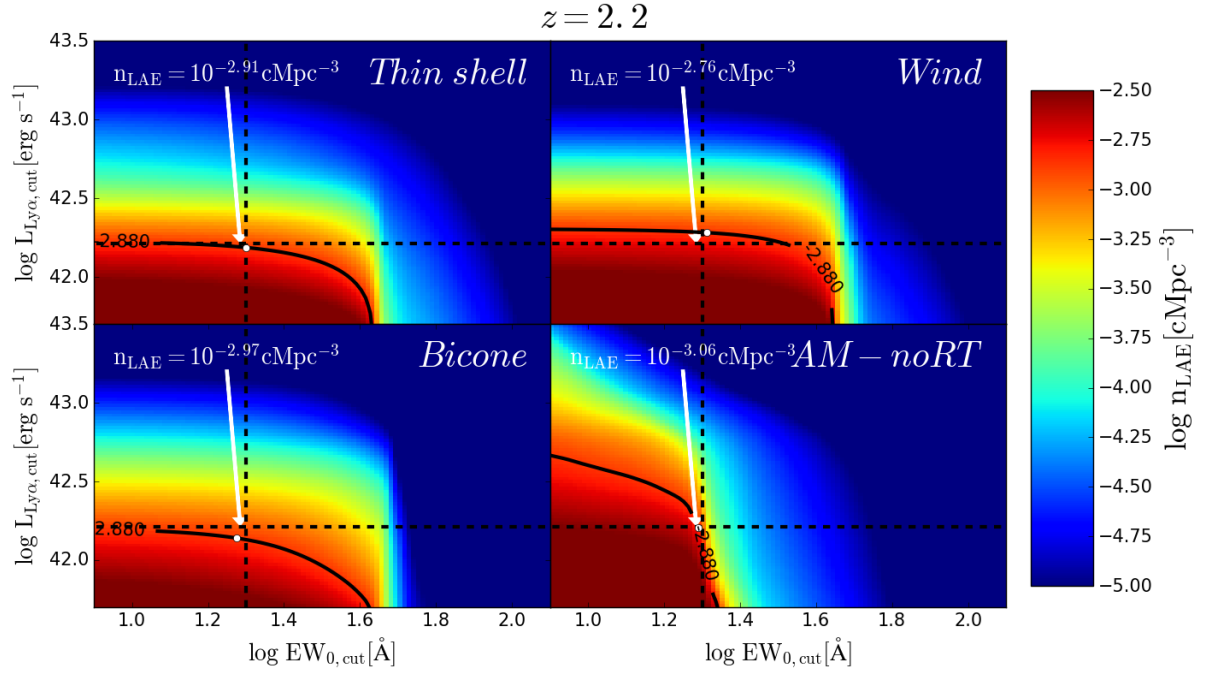 z = 2.2
n_LAE = 10^−2.91 cMpc^−3
Thin shell
n_LAE = 10^−2.76 cMpc^−3
Wind
43.5
43.0
42.5
42.0
43.5
log L_Lyα,cut [erg s^−1]
2.880
-2.880
n_LAE = 10^−2.97 cMpc^−3
Bicone
n_LAE = 10^−3.06 cMpc^−3
AM − noRT
43.0
42.5
42.0
log L_Lyα,cut [erg s^−1]
2.880
-2.880
1.0 1.2 1.4 1.6 1.8 2.0
1.0 1.2 1.4 1.6 1.8 2.0
log EW_0,cut [Å]
log EW_0,cut [Å]
−2.50
−2.75
−3.00
−3.25
−3.50
−3.75
−4.00
−4.25
−4.50
−4.75
−5.00
log n_LAE [cMpc^−3]